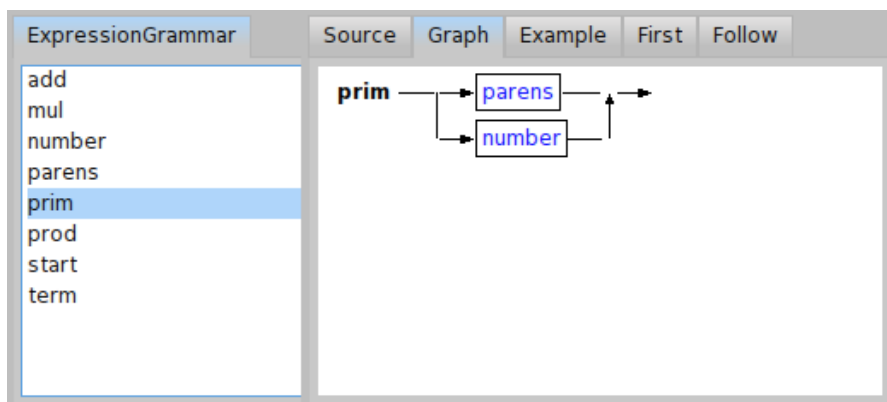 ExpressionGrammar
Source Graph Example First Follow
add
mul
number
parens
prim
prod
start
term
prim parens
number